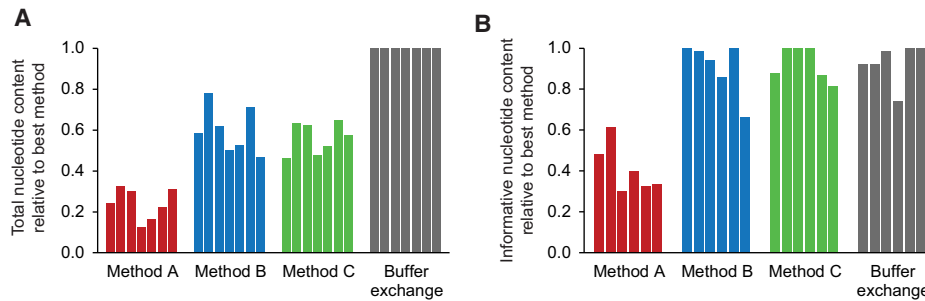 A
Total nucleotide content
relative to best method
1.0
0.8
0.6
0.4
0.2
0.0
Method A
Method B
Method C
Buffer
exchange
B
Informative nucleotide content
relative to best method
1.0
0.8
0.6
0.4
0.2
0.0
Method A
Method B
Method C
Buffer
exchange